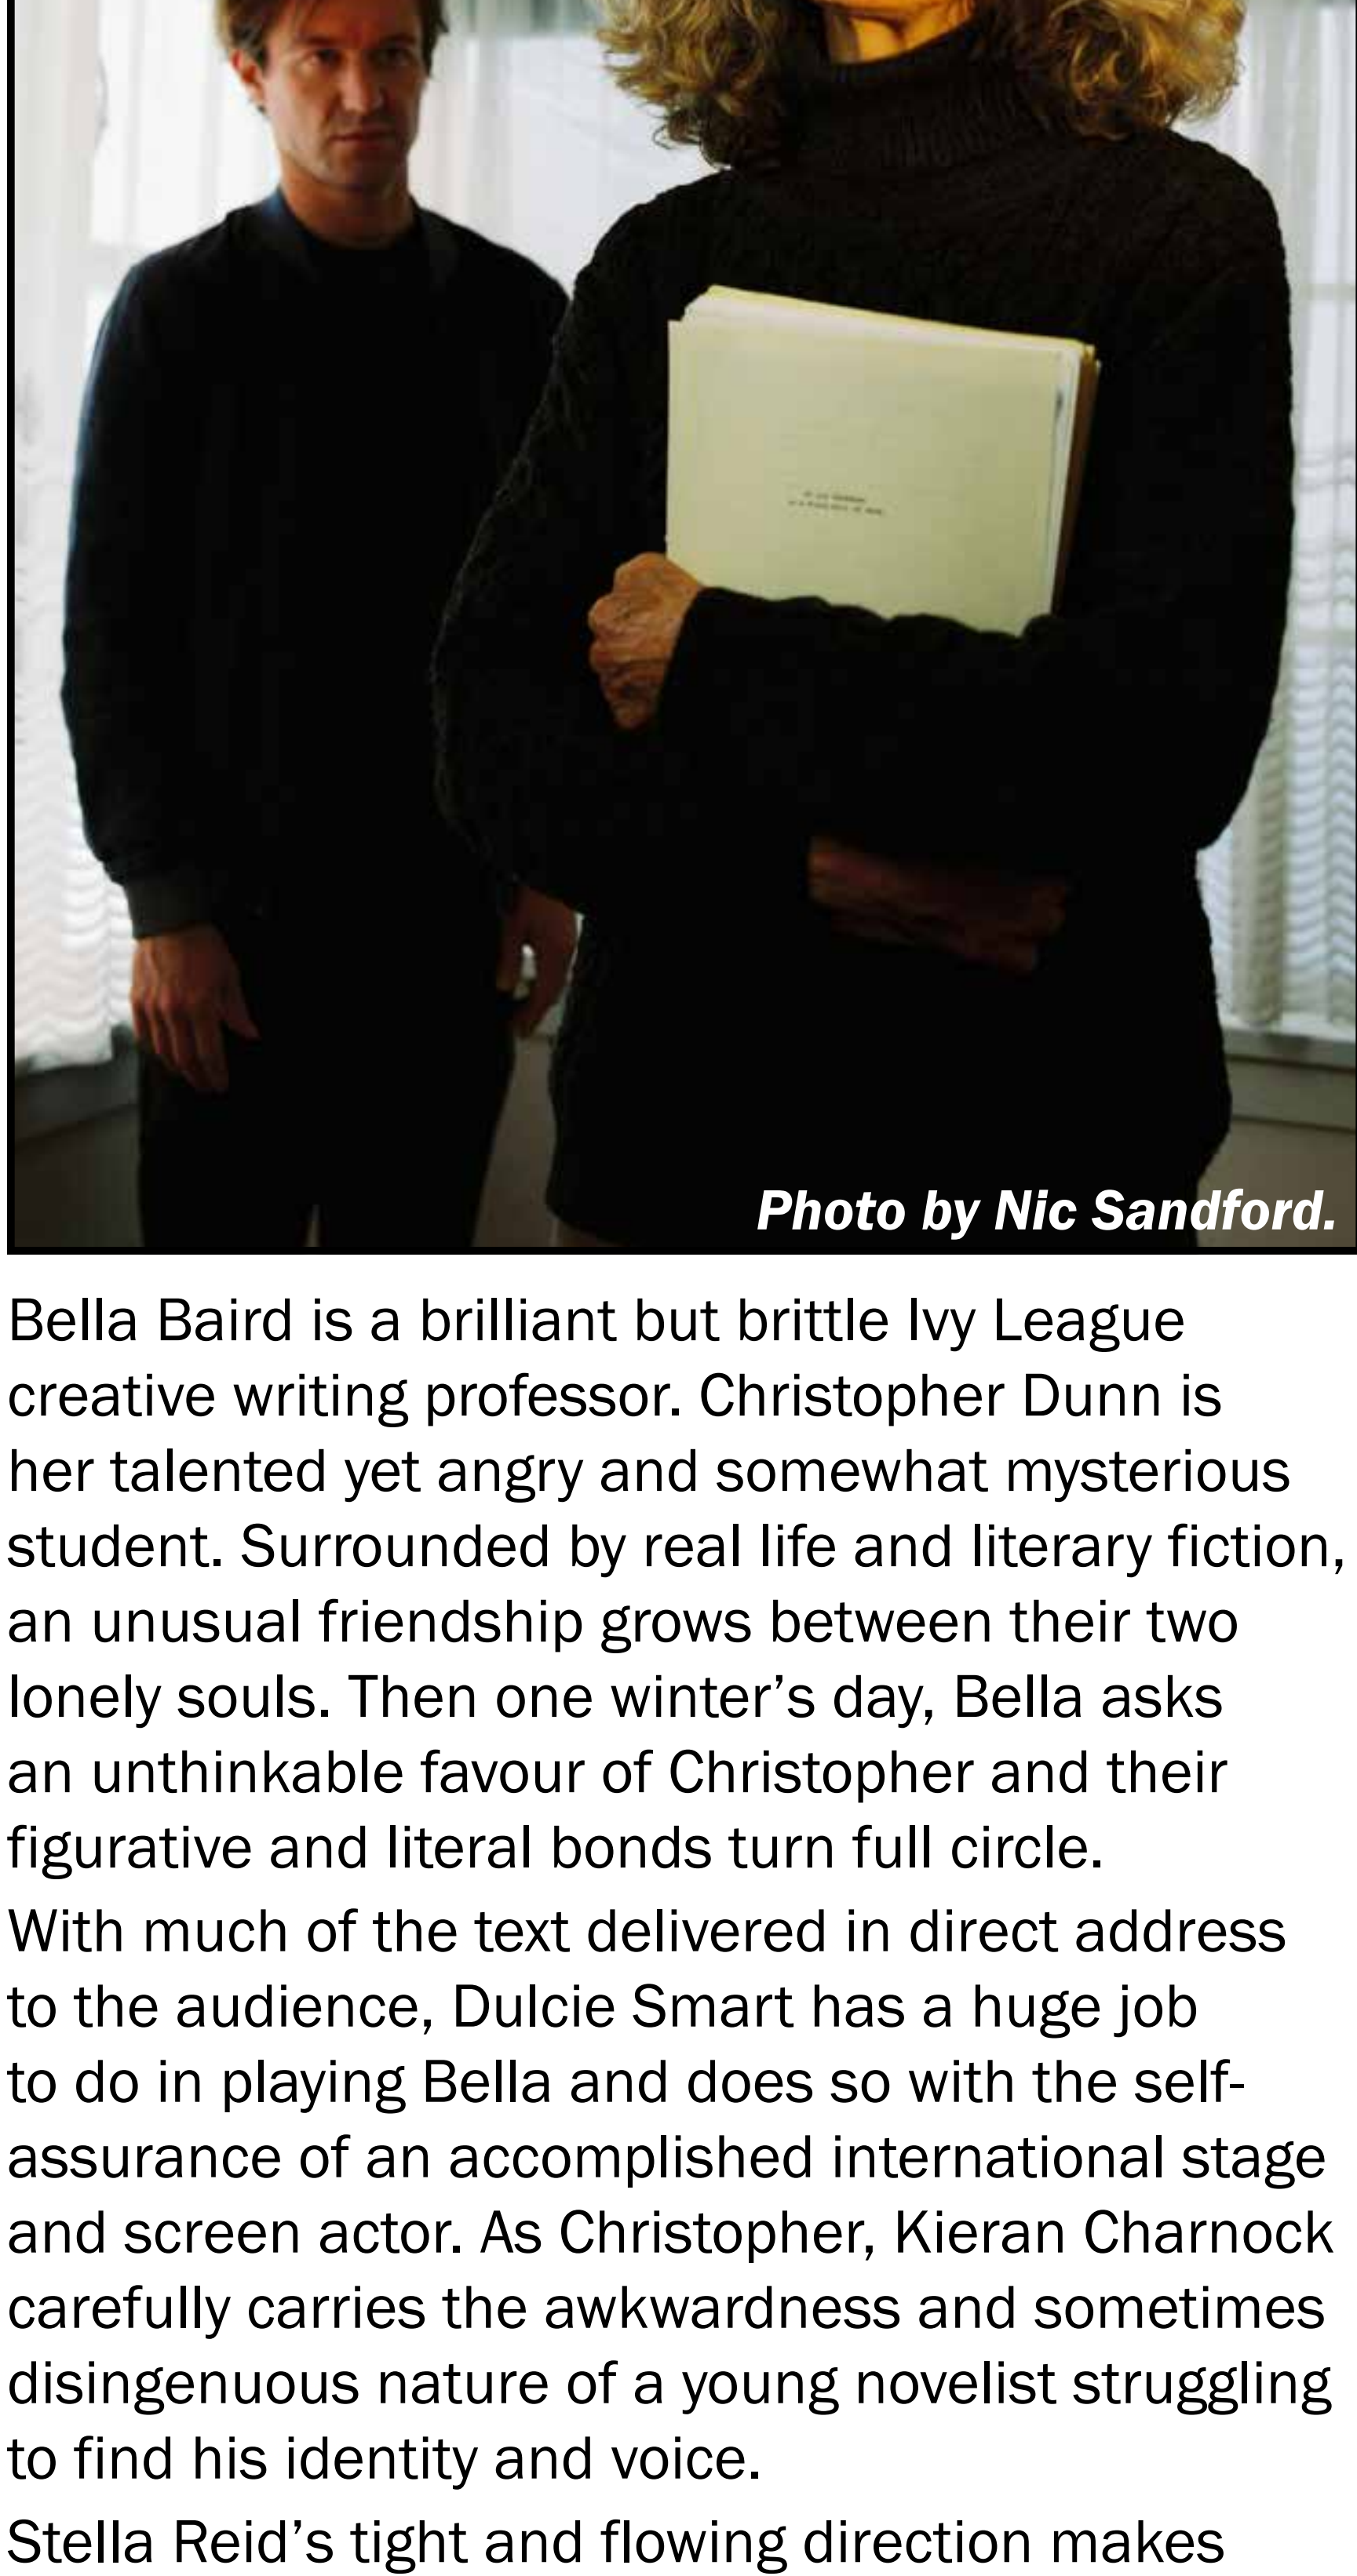 Photo by Nic Sandford.
Bella Baird is a brilliant but brittle Ivy League
creative writing professor. Christopher Dunn is
her talented yet angry and somewhat mysterious
student. Surrounded by real life and literary fiction,
an unusual friendship grows between their two
lonely souls. Then one winter’s day, Bella asks
an unthinkable favour of Christopher and their
figurative and literal bonds turn full circle.
With much of the text delivered in direct address
to the audience, Dulcie Smart has a huge job
to do in playing Bella and does so with the self-
assurance of an accomplished international stage
and screen actor. As Christopher, Kieran Charnock
carefully carries the awkwardness and sometimes
disingenuous nature of a young novelist struggling
to find his identity and voice.
Stella Reid’s tight and flowing direction makes